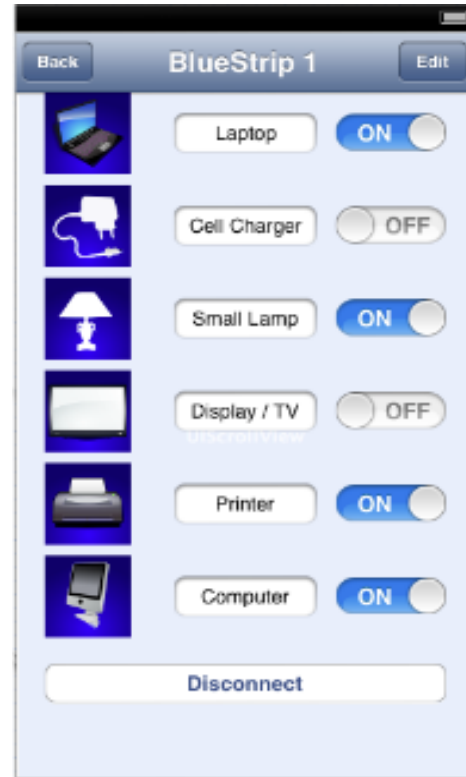 Back
BlueStrip 1
Edit
Laptop
ON
Cell Charger
OFF
Small Lamp
ON
Display / TV
OFF
UIScrollView
Printer
ON
Computer
ON
Disconnect